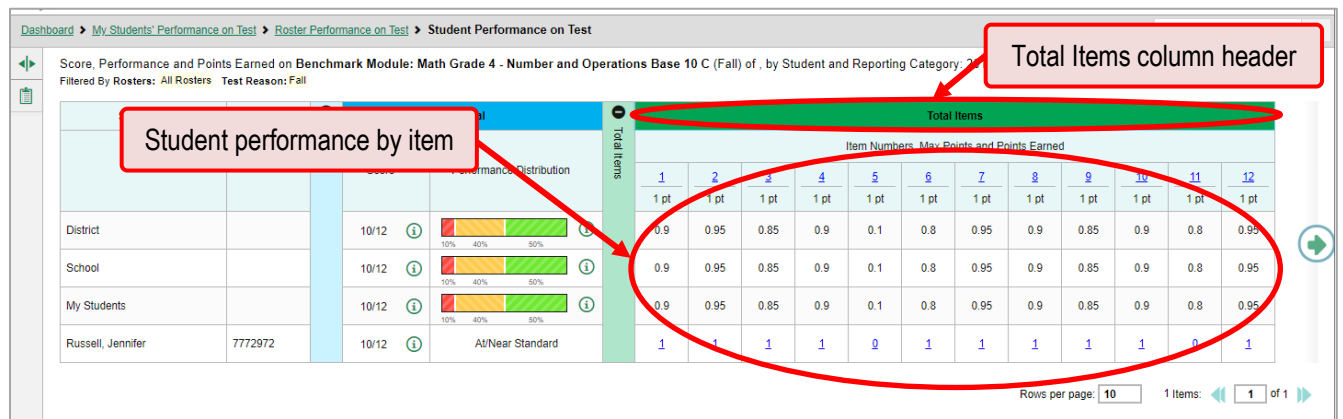 Dashboard > My Students' Performance on Test > Roster Performance on Test > Student Performance on Test
Total Items column header
Score, Performance and Points Earned on Benchmark Module: Math Grade 4 - Number and Operations Base 10 C (Fall) of , by Student and Reporting Category:
Filtered By Rosters: All Rosters Test Reason: Fall
Student performance by item
Total Items
Total Items
Item Numbers, Max Points and Points Earned
Performance Distribution
1 2 3 4 5 6 7 8 9 10 11 12
1 pt 1 pt 1 pt 1 pt 1 pt 1 pt 1 pt 1 pt 1 pt 1 pt 1 pt 1 pt
District 10/12 0.9 0.95 0.85 0.9 0.1 0.8 0.95 0.9 0.85 0.9 0.8 0.95
10% 40% 50%
School 10/12 0.9 0.95 0.85 0.9 0.1 0.8 0.95 0.9 0.85 0.9 0.8 0.95
10% 40% 50%
My Students 10/12 0.9 0.95 0.85 0.9 0.1 0.8 0.95 0.9 0.85 0.9 0.8 0.95
10% 40% 50%
Russell, Jennifer 7772972 10/12 At/Near Standard 1 1 1 1 0 1 1 1 1 1 0 1
Rows per page: 10 1 Items: 1 of 1